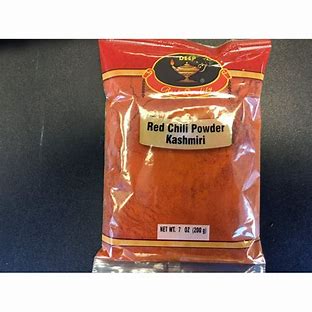 DEEP
Red Chili Powder
Kashmiri
NET WT. 7 OZ (200 g)